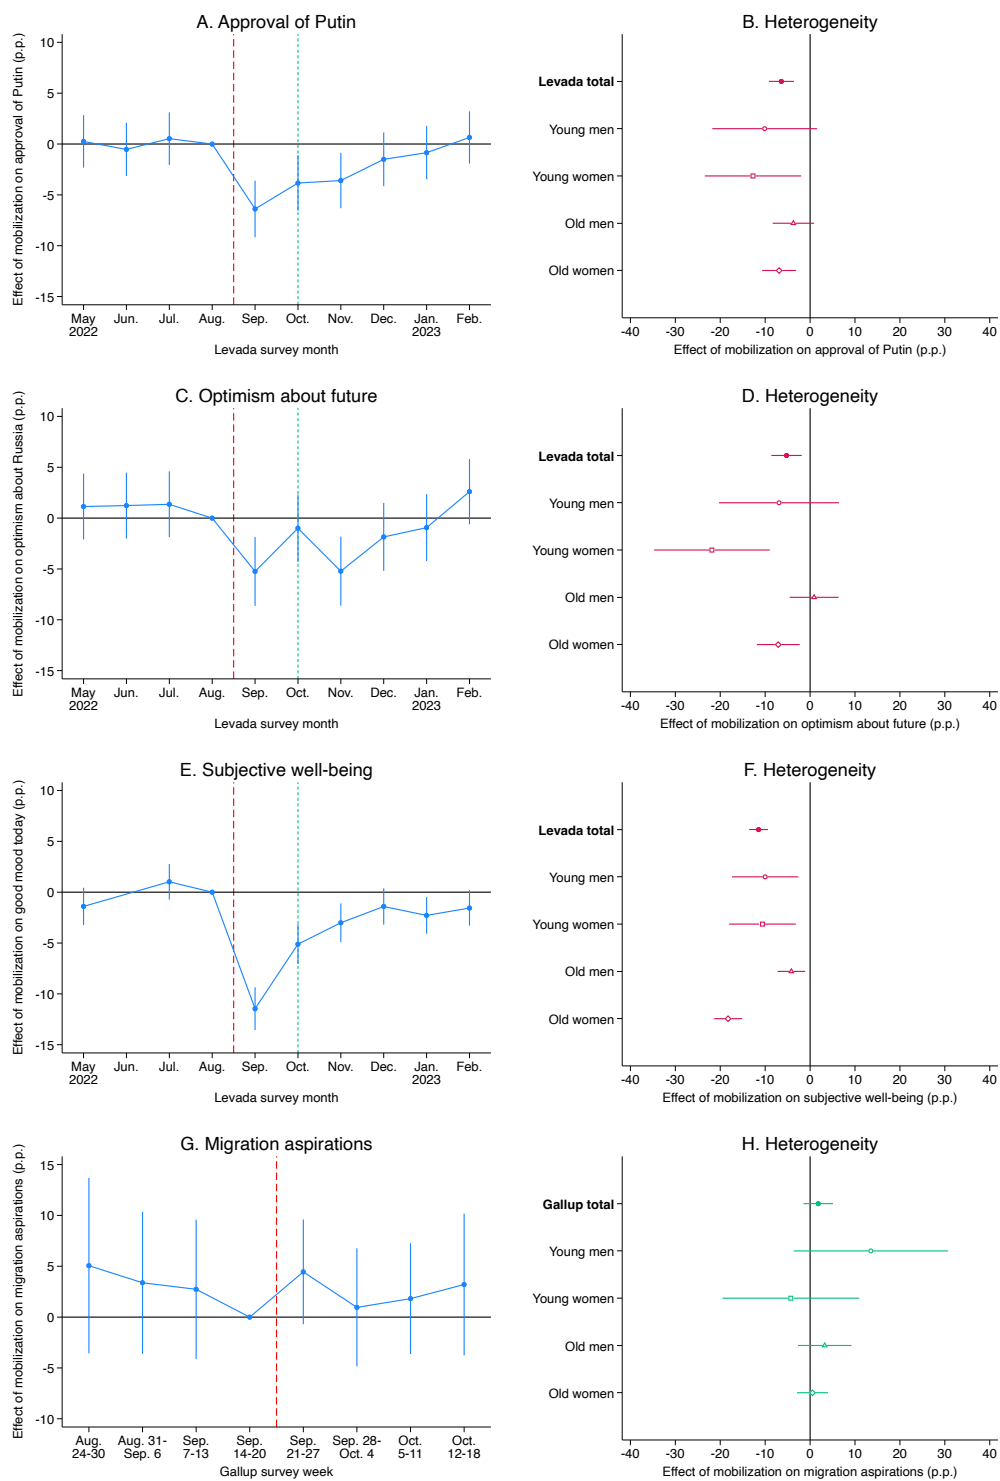 A. Approval of Putin
Effect of mobilization on approval of Putin (p.p.)
10
5
0
-5
-10
-15
May Jun. Jul. Aug. Sep. Oct. Nov. Dec. Jan. Feb.
2022 2023
Levada survey month
B. Heterogeneity
Levada total
Young men
Young women
Old men
Old women
-40 -30 -20 -10 0 10 20 30 40
Effect of mobilization on approval of Putin (p.p.)
C. Optimism about future
Effect of mobilization on optimism about Russia (p.p.)
10
5
0
-5
-10
-15
May Jun. Jul. Aug. Sep. Oct. Nov. Dec. Jan. Feb.
2022 2023
Levada survey month
D. Heterogeneity
Levada total
Young men
Young women
Old men
Old women
-40 -30 -20 -10 0 10 20 30 40
Effect of mobilization on optimism about future (p.p.)
E. Subjective well-being
Effect of mobilization on good mood today (p.p.)
10
5
0
-5
-10
-15
May Jun. Jul. Aug. Sep. Oct. Nov. Dec. Jan. Feb.
2022 2023
Levada survey month
F. Heterogeneity
Levada total
Young men
Young women
Old men
Old women
-40 -30 -20 -10 0 10 20 30 40
Effect of mobilization on subjective well-being (p.p.)
G. Migration aspirations
Effect of mobilization on migration aspirations (p.p.)
15
10
5
0
-5
-10
Aug. Aug. 31- Sep. Sep. Sep. Sep. 28- Oct. Oct.
24-30 Sep. 6 7-13 14-20 21-27 Oct. 4 5-11 12-18
Gallup survey week
H. Heterogeneity
Gallup total
Young men
Young women
Old men
Old women
-40 -30 -20 -10 0 10 20 30 40
Effect of mobilization on migration aspirations (p.p.)